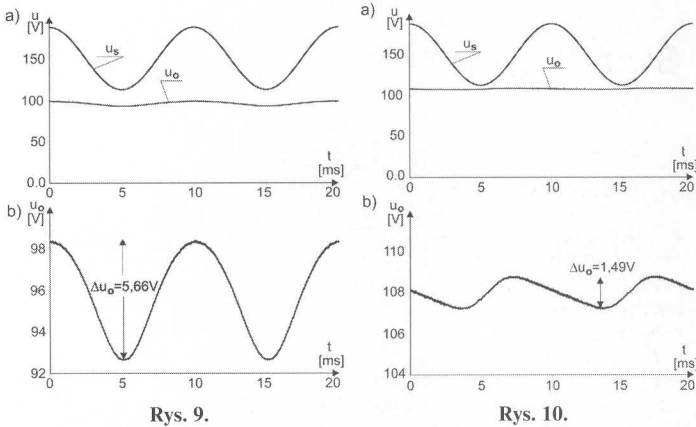 a)
u
[V]
150
100
50
0.0
u_s
u_o
t
[ms]
0 5 10 15 20
b)
u_o
[V]
98
96
94
92
Δu_o=5,66V
t
[ms]
0 5 10 15 20
Rys. 9.
a)
u
[V]
150
100
50
0.0
u_s
u_o
t
[ms]
0 5 10 15 20
b)
u_o
[V]
110
108
106
104
Δu_o=1,49V
t
[ms]
0 5 10 15 20
Rys. 10.